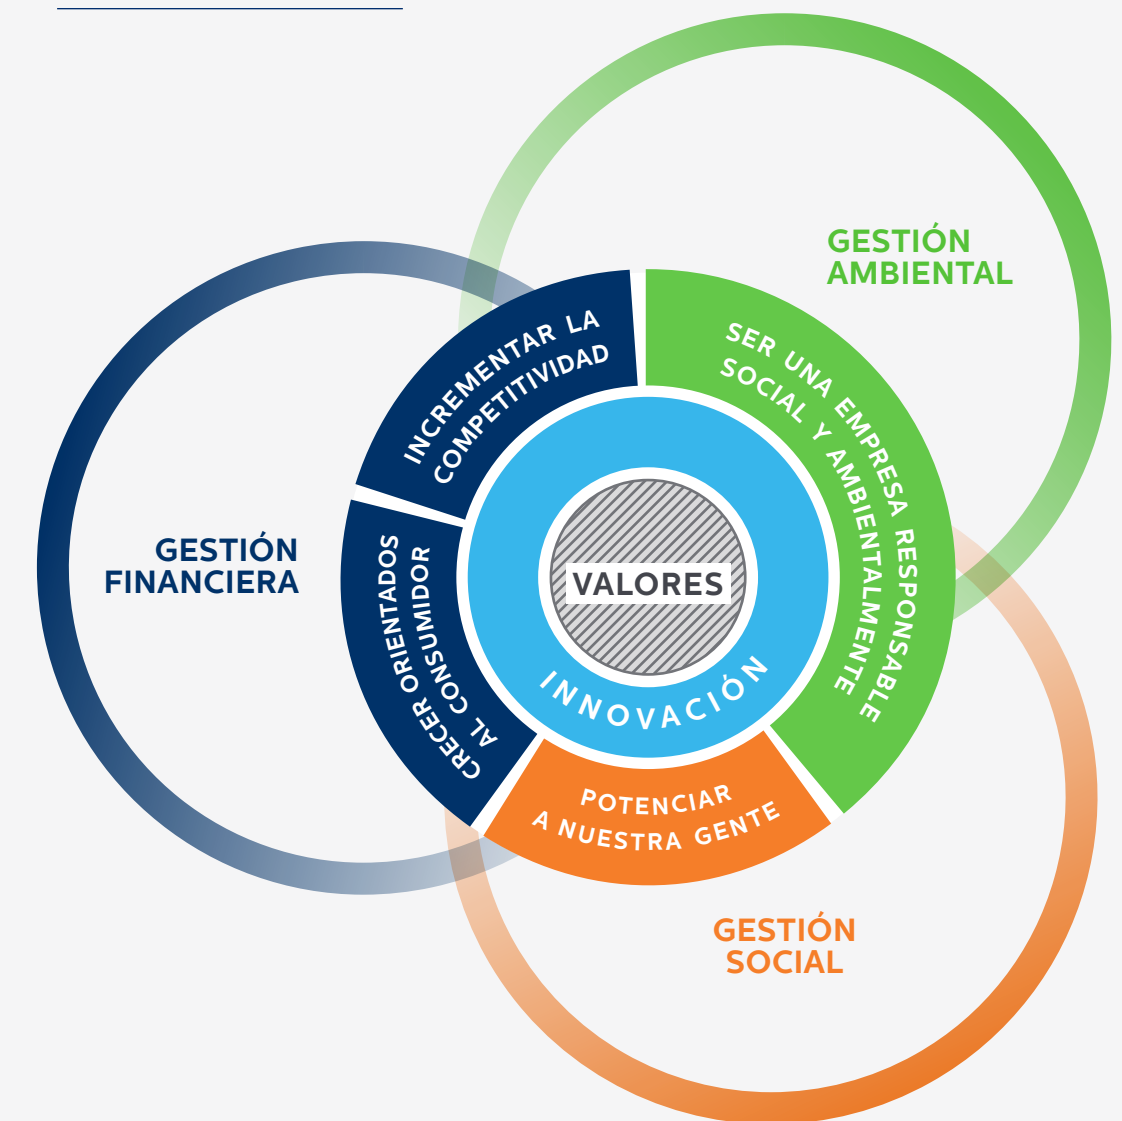 GESTIÓN
AMBIENTAL
INCREMENTAR LA
COMPETITIVIDAD
SER UNA EMPRESA RESPONSABLE
SOCIAL Y AMBIENTALMENTE
GESTIÓN
FINANCIERA
CRECER ORIENTADOS
AL CONSUMIDOR
VALORES
INNOVACIÓN
POTENCIAR
A NUESTRA GENTE
GESTIÓN
SOCIAL